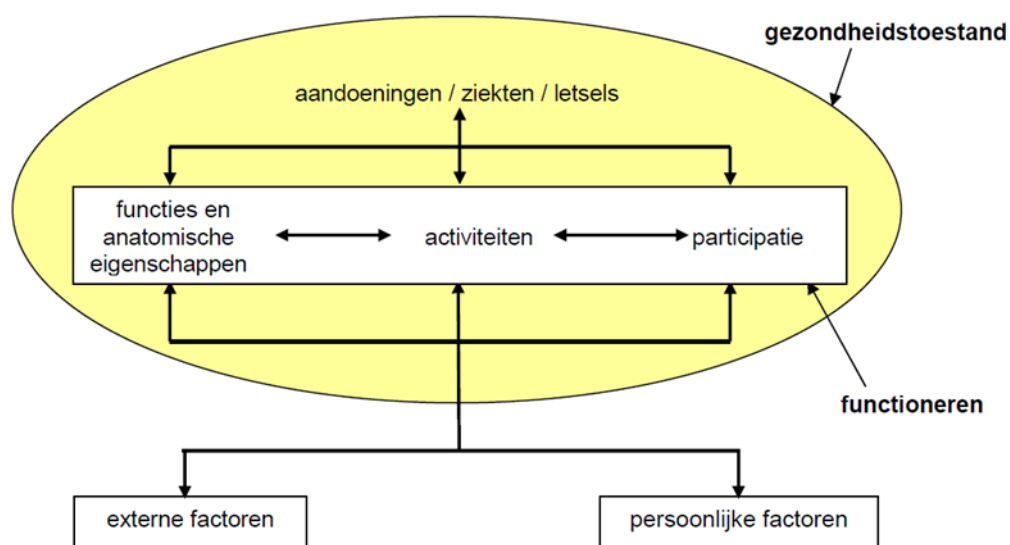 gezondheidstoestand
aandoeningen / ziekten / letsels
functies en
anatomische
eigenschappen
activiteiten
participatie
functioneren
externe factoren
persoonlijke factoren